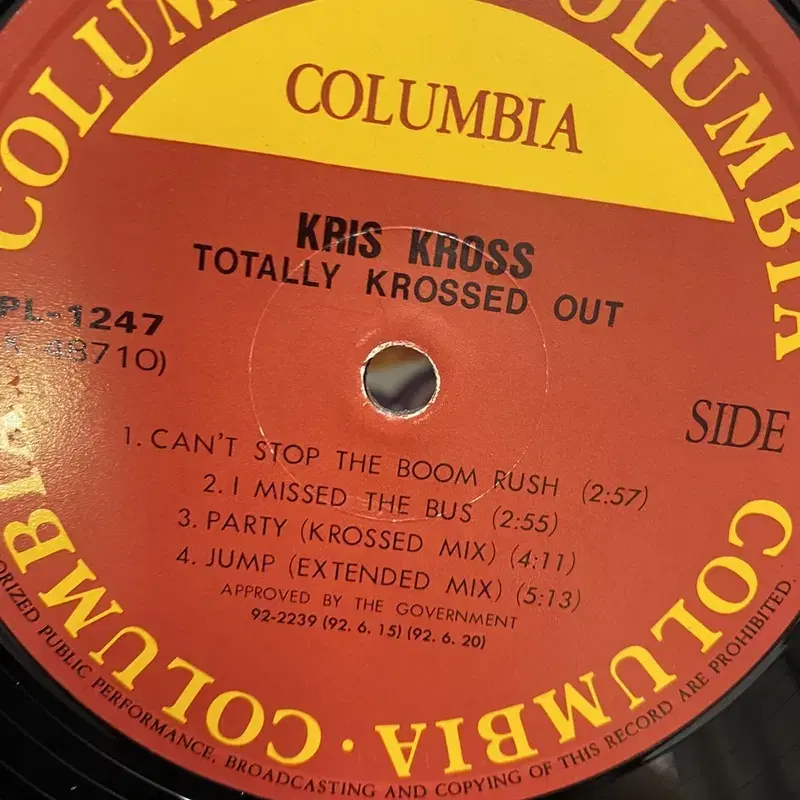 COLUMBIA
KRIS KROSS
TOTALLY KROSSED OUT
PL-1247
48710)
SIDE
1. CAN'T STOP THE BOOM RUSH (2:57)
2. I MISSED THE BUS (2:55)
3. PARTY (KROSSED MIX) (4:11)
4. JUMP (EXTENDED MIX) (5:13)
APPROVED BY THE GOVERNMENT
92-2239 (92. 6. 15) (92. 6. 20)
COLUMBIA COLUMBIA COLUMBIA · COLUMBIA
PUBLIC PERFORMANCE, BROADCASTING AND COPYING OF THIS RECORD ARE PROHIBITED.